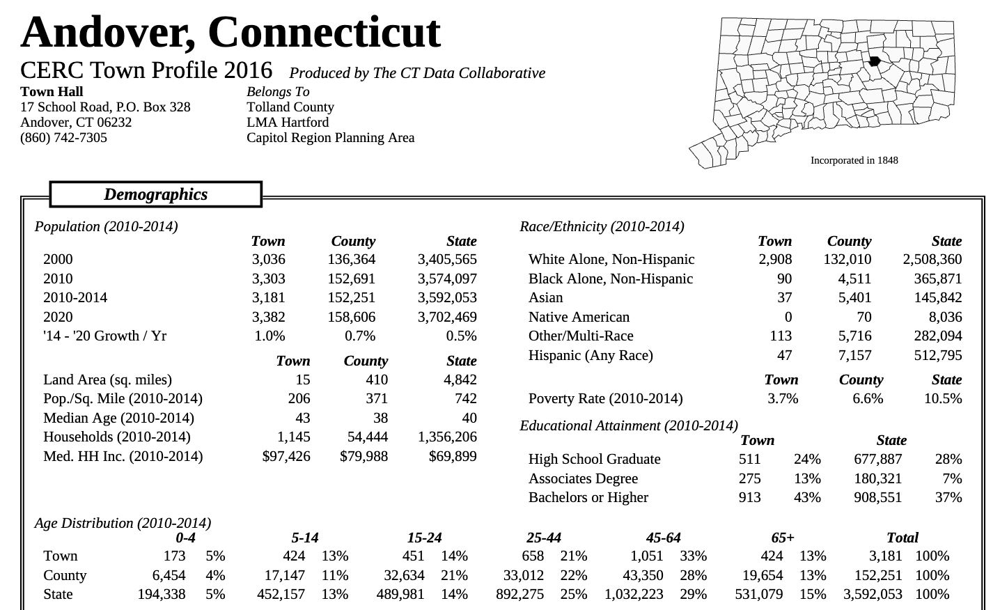 Andover, Connecticut
CERC Town Profile 2016 Produced by The CT Data Collaborative
Town Hall
17 School Road, P.O. Box 328
Andover, CT 06232
(860) 742-7305
Belongs To
Tolland County
LMA Hartford
Capitol Region Planning Area
Incorporated in 1848
Demographics
Population (2010-2014)
Town County State
2000 3,036 136,364 3,405,565
2010 3,303 152,691 3,574,097
2010-2014 3,181 152,251 3,592,053
2020 3,382 158,606 3,702,469
'14 - '20 Growth / Yr 1.0% 0.7% 0.5%
Town County State
Land Area (sq. miles) 15 410 4,842
Pop./Sq. Mile (2010-2014) 206 371 742
Median Age (2010-2014) 43 38 40
Households (2010-2014) 1,145 54,444 1,356,206
Med. HH Inc. (2010-2014) $97,426 $79,988 $69,899
Race/Ethnicity (2010-2014)
Town County State
White Alone, Non-Hispanic 2,908 132,010 2,508,360
Black Alone, Non-Hispanic 90 4,511 365,871
Asian 37 5,401 145,842
Native American 0 70 8,036
Other/Multi-Race 113 5,716 282,094
Hispanic (Any Race) 47 7,157 512,795
Town County State
Poverty Rate (2010-2014) 3.7% 6.6% 10.5%
Educational Attainment (2010-2014)
Town State
High School Graduate 511 24% 677,887 28%
Associates Degree 275 13% 180,321 7%
Bachelors or Higher 913 43% 908,551 37%
Age Distribution (2010-2014)
0-4 5-14 15-24 25-44 45-64 65+ Total
Town 173 5% 424 13% 451 14% 658 21% 1,051 33% 424 13% 3,181 100%
County 6,454 4% 17,147 11% 32,634 21% 33,012 22% 43,350 28% 19,654 13% 152,251 100%
State 194,338 5% 452,157 13% 489,981 14% 892,275 25% 1,032,223 29% 531,079 15% 3,592,053 100%